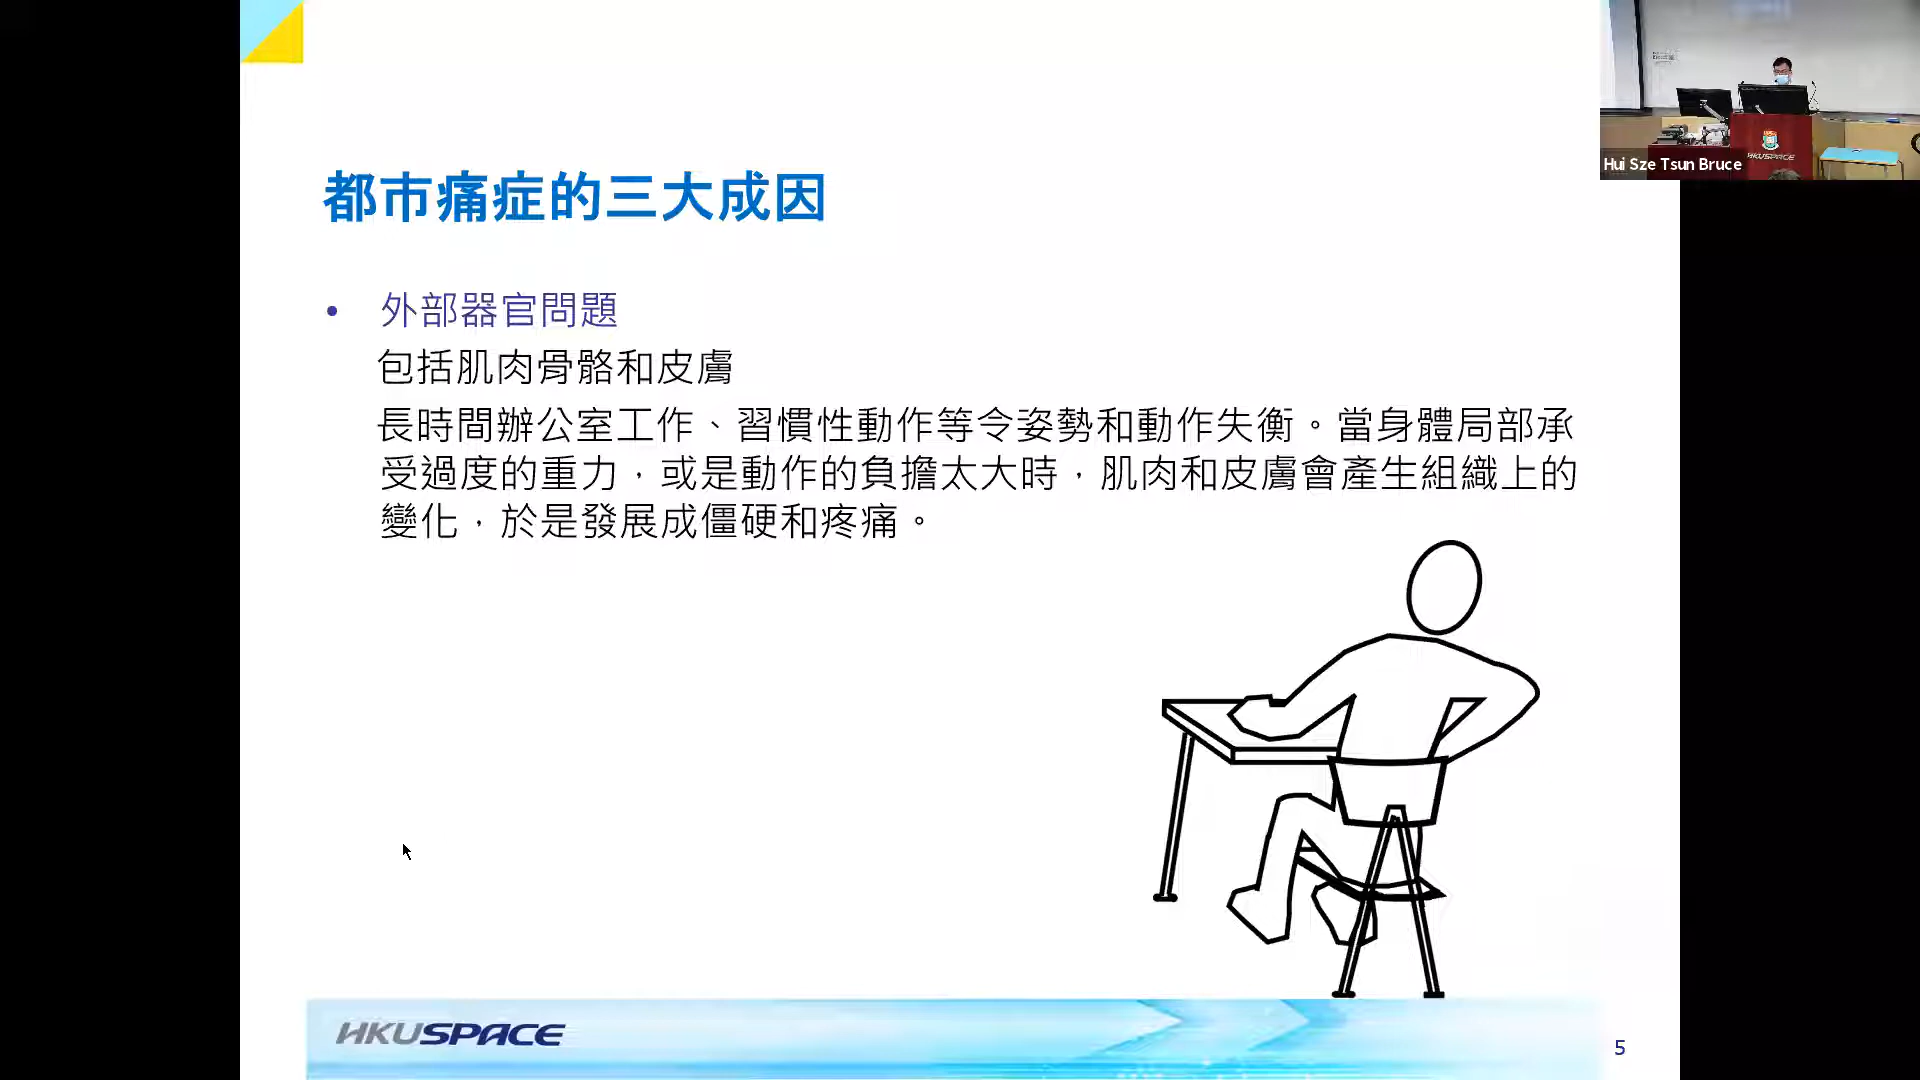 都市痛症的三大成因
• 外部器官問題
包括肌肉骨骼和皮膚
長時間辦公室工作、習慣性動作等令姿勢和動作失衡。當身體局部承
受過度的重力，或是動作的負擔太大時，肌肉和皮膚會產生組織上的
變化，於是發展成僵硬和疼痛。
HKUSPACE
5
Hui Sze Tsun Bruce
HKUSPACE